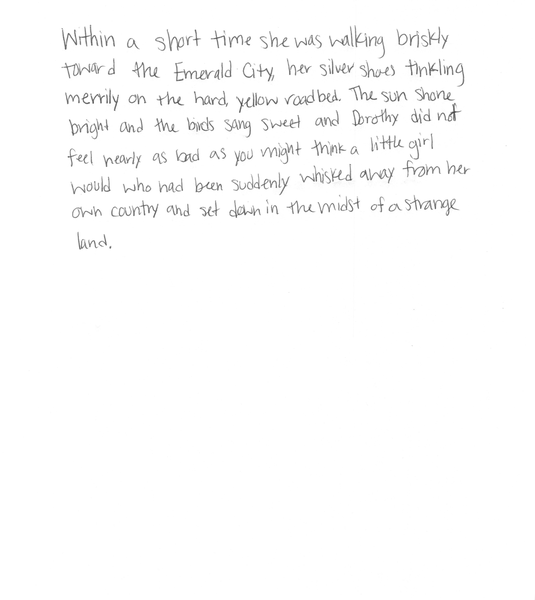 Within a short time she was walking briskly
toward the Emerald City, her silver shoes tinkling
merrily on the hard, yellow roadbed. The sun shone
bright and the birds sang sweet and Dorothy did not
feel nearly as bad as you might think a little girl
would who had been suddenly whisked away from her
own country and set down in the midst of a strange
land.